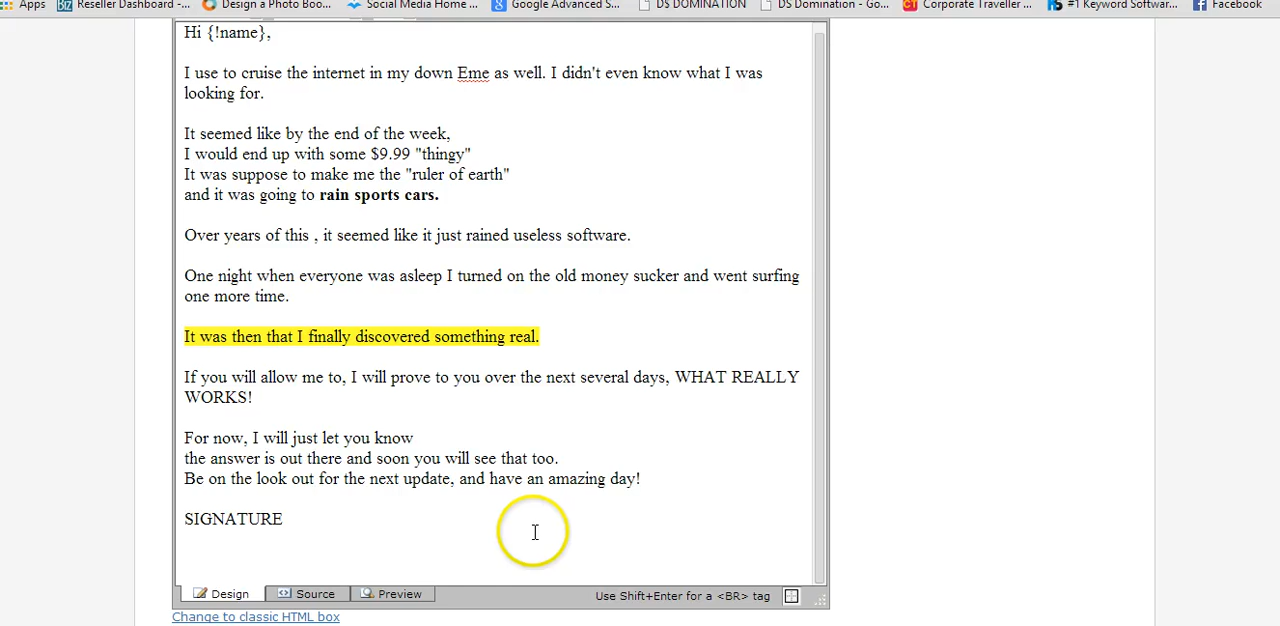 Apps Reseller Dashboard -... Design a Photo Boo... Social Media Home ... Google Advanced S... DS DOMINATION DS Domination - Go... Corporate Traveller ... #1 Keyword Softwar... Facebook
Hi {!name},
I use to cruise the internet in my down Eme as well. I didn't even know what I was
looking for.
It seemed like by the end of the week,
I would end up with some $9.99 "thingy"
It was suppose to make me the "ruler of earth"
and it was going to rain sports cars.
Over years of this , it seemed like it just rained useless software.
One night when everyone was asleep I turned on the old money sucker and went surfing
one more time.
It was then that I finally discovered something real.
If you will allow me to, I will prove to you over the next several days, WHAT REALLY
WORKS!
For now, I will just let you know
the answer is out there and soon you will see that too.
Be on the look out for the next update, and have an amazing day!
SIGNATURE
Design Source Preview Use Shift+Enter for a <BR> tag
Change to classic HTML box